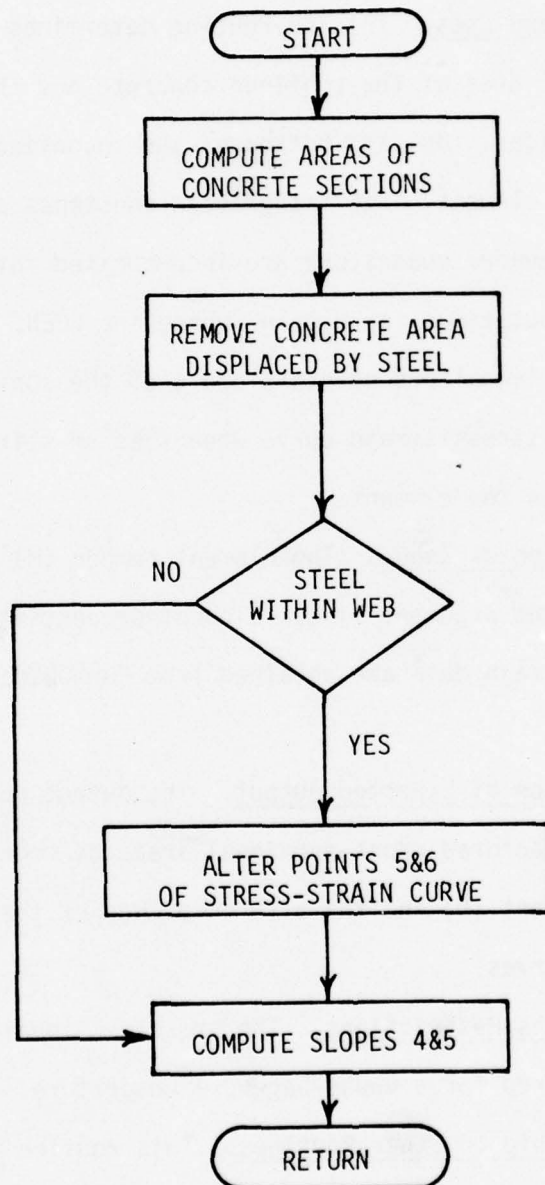 START
COMPUTE AREAS OF
CONCRETE SECTIONS
REMOVE CONCRETE AREA
DISPLACED BY STEEL
NO
STEEL
WITHIN WEB
YES
ALTER POINTS 5&6
OF STRESS-STRAIN CURVE
COMPUTE SLOPES 4&5
RETURN